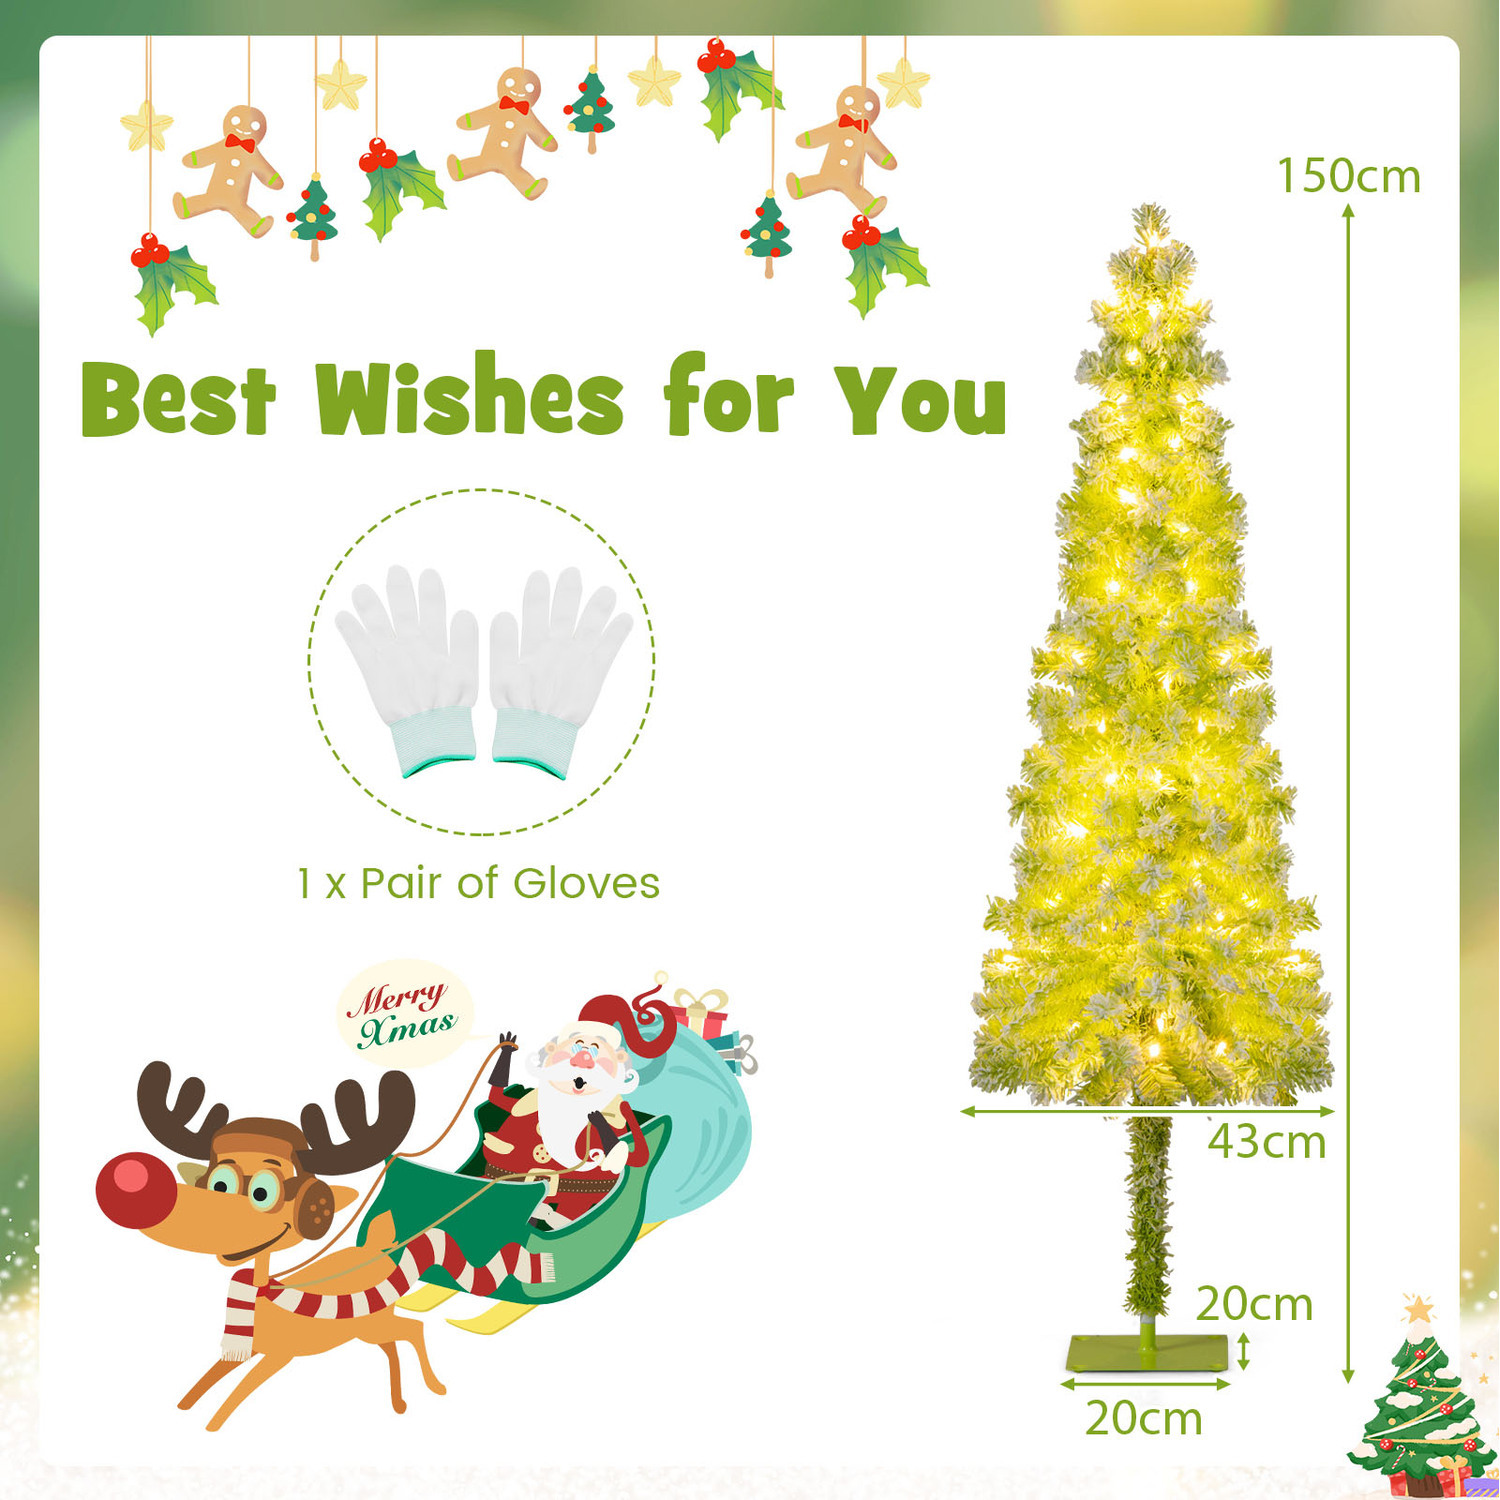 150cm
Best Wishes for You
1 x Pair of Gloves
Merry
Xmas
43cm
20cm
20cm